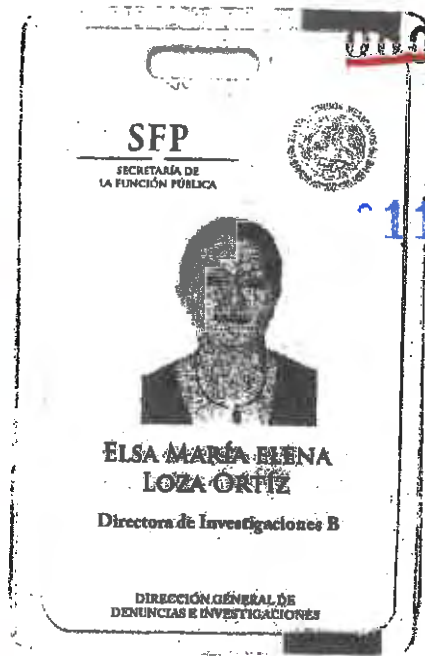 SFP
SECRETARÍA DE
LA FUNCIÓN PÚBLICA
11
ELSA MARÍA ELENA
LOZA ORTÍZ
Directora de Investigaciones B
DIRECCIÓN GENERAL DE
DENUNCIAS E INVESTIGACIONES